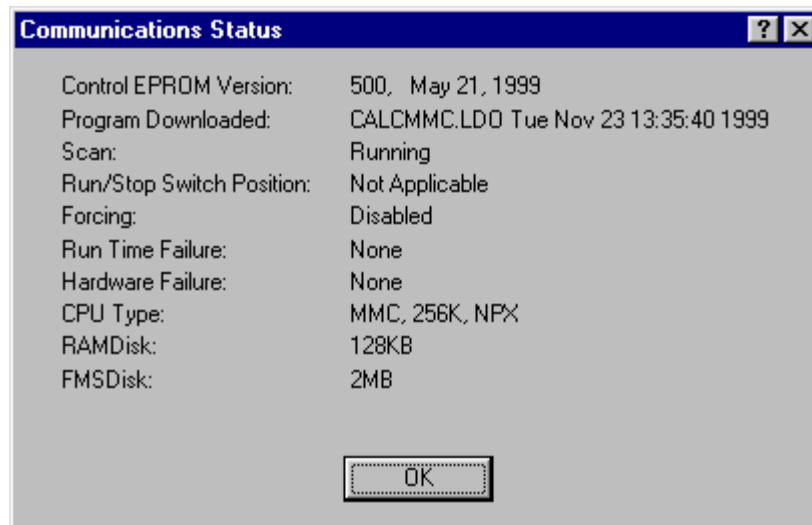 Communications Status ? ×
Control EPROM Version: 500, May 21, 1999
Program Downloaded: CALCMMC.LDO Tue Nov 23 13:35:40 1999
Scan: Running
Run/Stop Switch Position: Not Applicable
Forcing: Disabled
Run Time Failure: None
Hardware Failure: None
CPU Type: MMC, 256K, NPX
RAMDisk: 128KB
FMSDisk: 2MB
OK